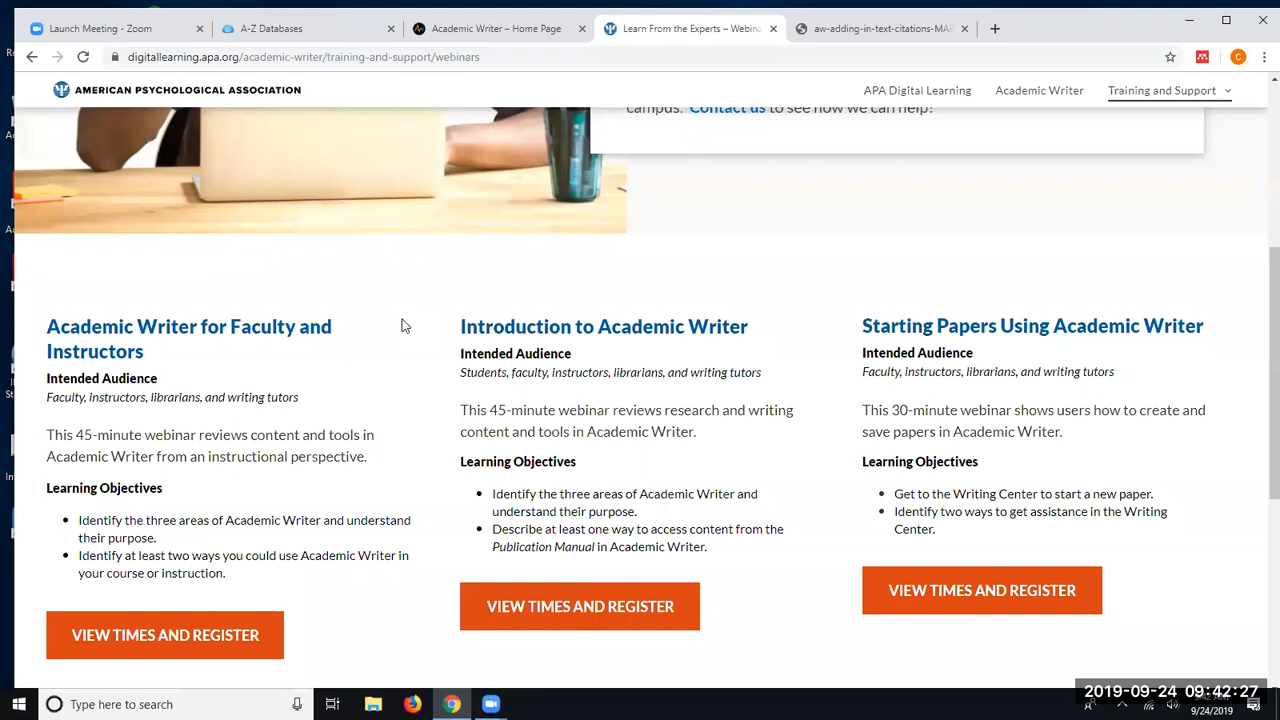 Launch Meeting - Zoom
A-Z Databases
Academic Writer – Home Page
Learn From the Experts – Webina
aw-adding-in-text-citations-MAR
digitallearning.apa.org/academic-writer/training-and-support/webinars
C
AMERICAN PSYCHOLOGICAL ASSOCIATION
APA Digital Learning
Academic Writer
Training and Support
campus. Contact us to see how we can help!
Academic Writer for Faculty and
Instructors
Intended Audience
Faculty, instructors, librarians, and writing tutors
This 45-minute webinar reviews content and tools in
Academic Writer from an instructional perspective.
Learning Objectives
• Identify the three areas of Academic Writer and understand
their purpose.
• Identify at least two ways you could use Academic Writer in
your course or instruction.
VIEW TIMES AND REGISTER
Introduction to Academic Writer
Intended Audience
Students, faculty, instructors, librarians, and writing tutors
This 45-minute webinar reviews research and writing
content and tools in Academic Writer.
Learning Objectives
• Identify the three areas of Academic Writer and
understand their purpose.
• Describe at least one way to access content from the
Publication Manual in Academic Writer.
VIEW TIMES AND REGISTER
Starting Papers Using Academic Writer
Intended Audience
Faculty, instructors, librarians, and writing tutors
This 30-minute webinar shows users how to create and
save papers in Academic Writer.
Learning Objectives
• Get to the Writing Center to start a new paper.
• Identify two ways to get assistance in the Writing
Center.
VIEW TIMES AND REGISTER
Type here to search
2019-09-24 09:42:27
9/24/2019